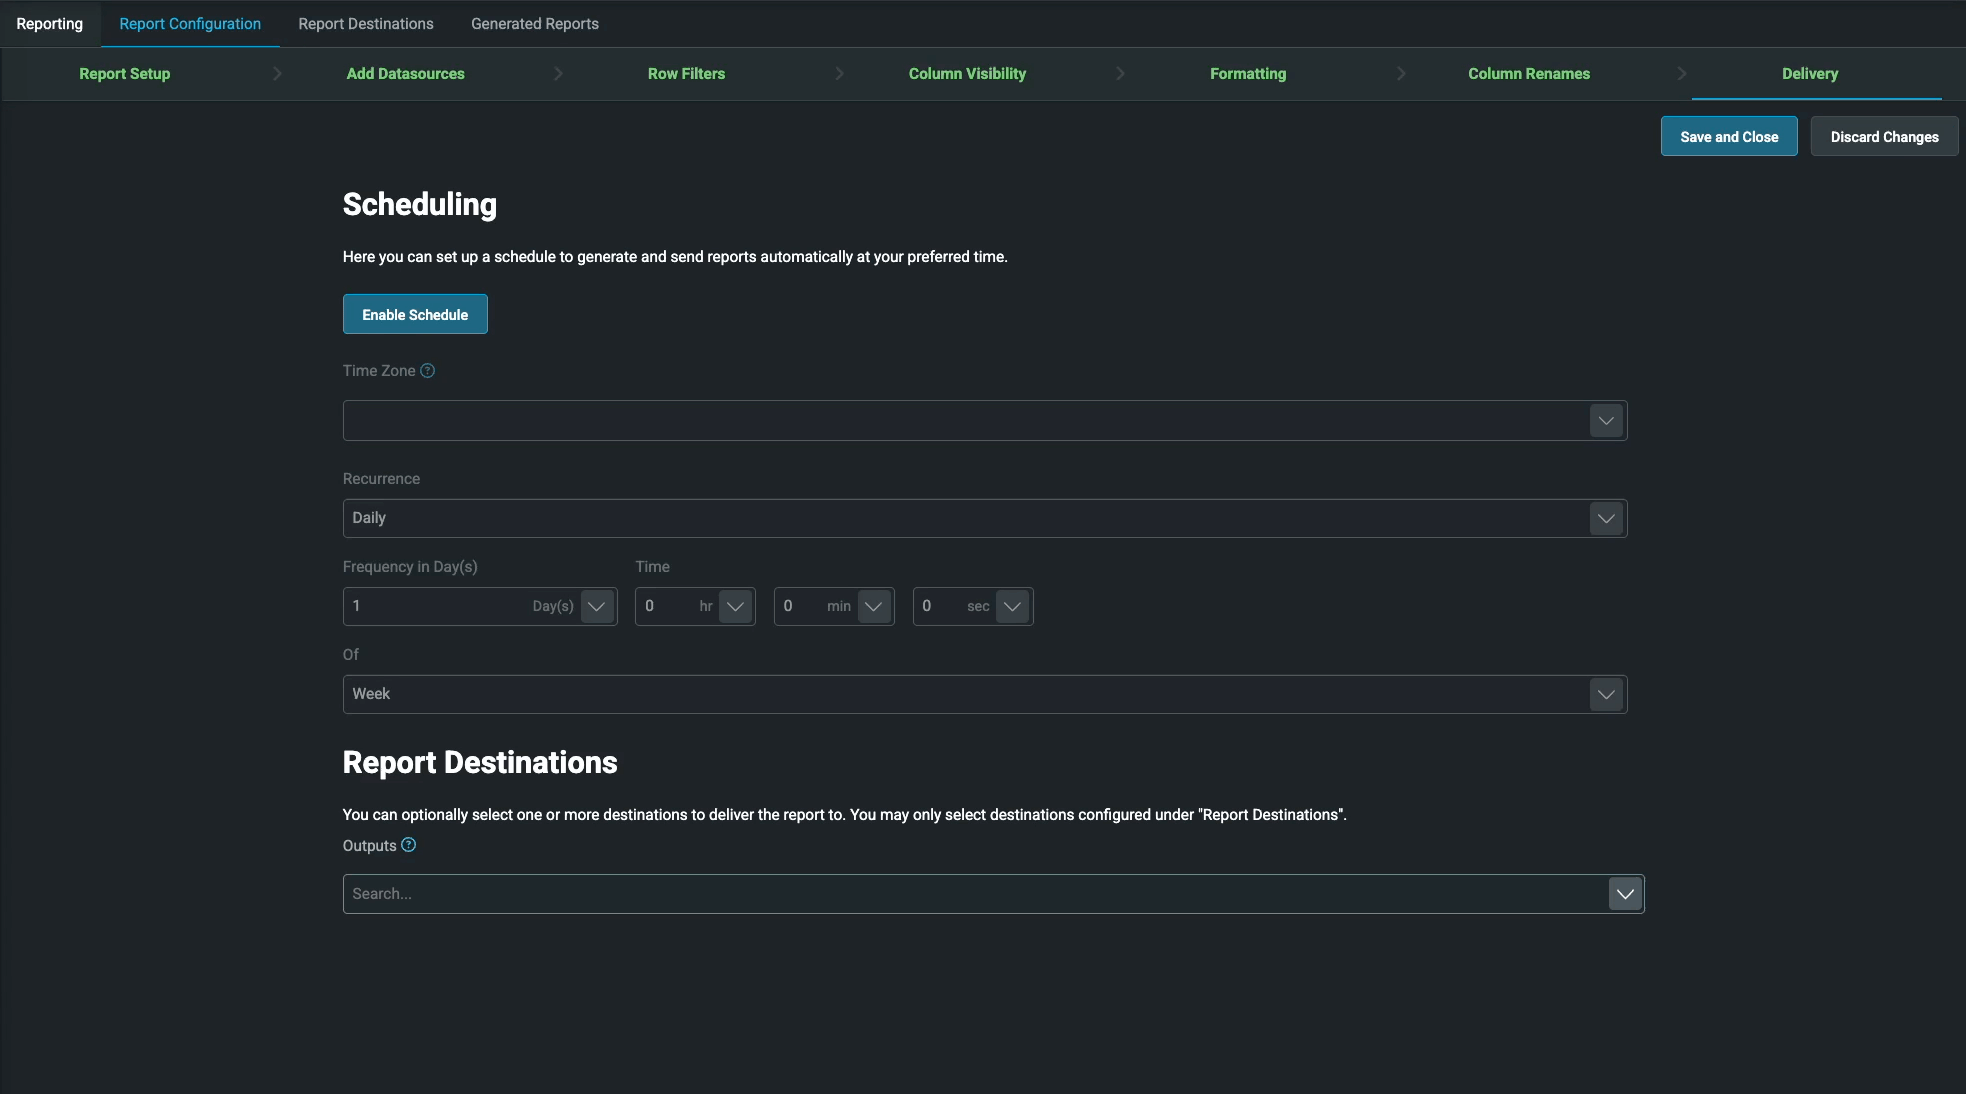 Reporting Report Configuration Report Destinations Generated Reports
Report Setup Add Datasources Row Filters Column Visibility Formatting Column Renames Delivery
Save and Close Discard Changes
Scheduling
Here you can set up a schedule to generate and send reports automatically at your preferred time.
Enable Schedule
Time Zone ?
Recurrence
Daily
Frequency in Day(s) Time
1 Day(s) 0 hr 0 min 0 sec
Of
Week
Report Destinations
You can optionally select one or more destinations to deliver the report to. You may only select destinations configured under "Report Destinations".
Outputs ?
Search...